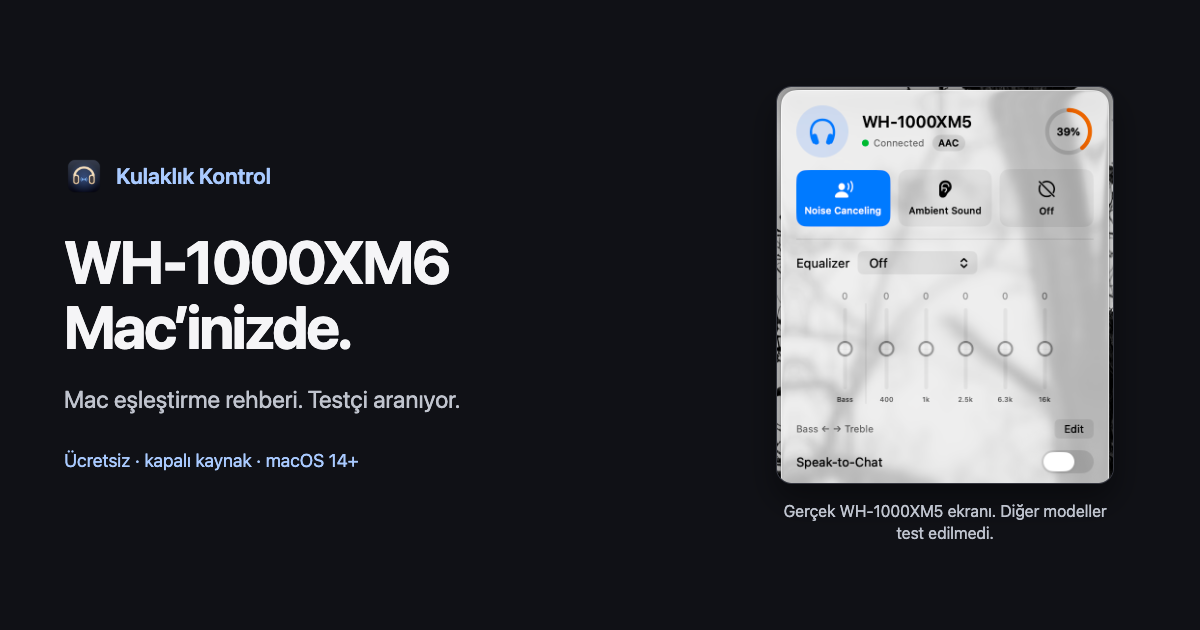 Kulaklık Kontrol
WH-1000XM6
Mac’inizde.
Mac eşleştirme rehberi. Testçi aranıyor.
Ücretsiz · kapalı kaynak · macOS 14+
WH-1000XM5
Connected AAC
39%
Noise Canceling
Ambient Sound
Off
Equalizer Off
0 0 0 0 0 0
Bass 400 1k 2.5k 6.3k 16k
Bass ← → Treble Edit
Speak-to-Chat
Gerçek WH-1000XM5 ekranı. Diğer modeller
test edilmedi.